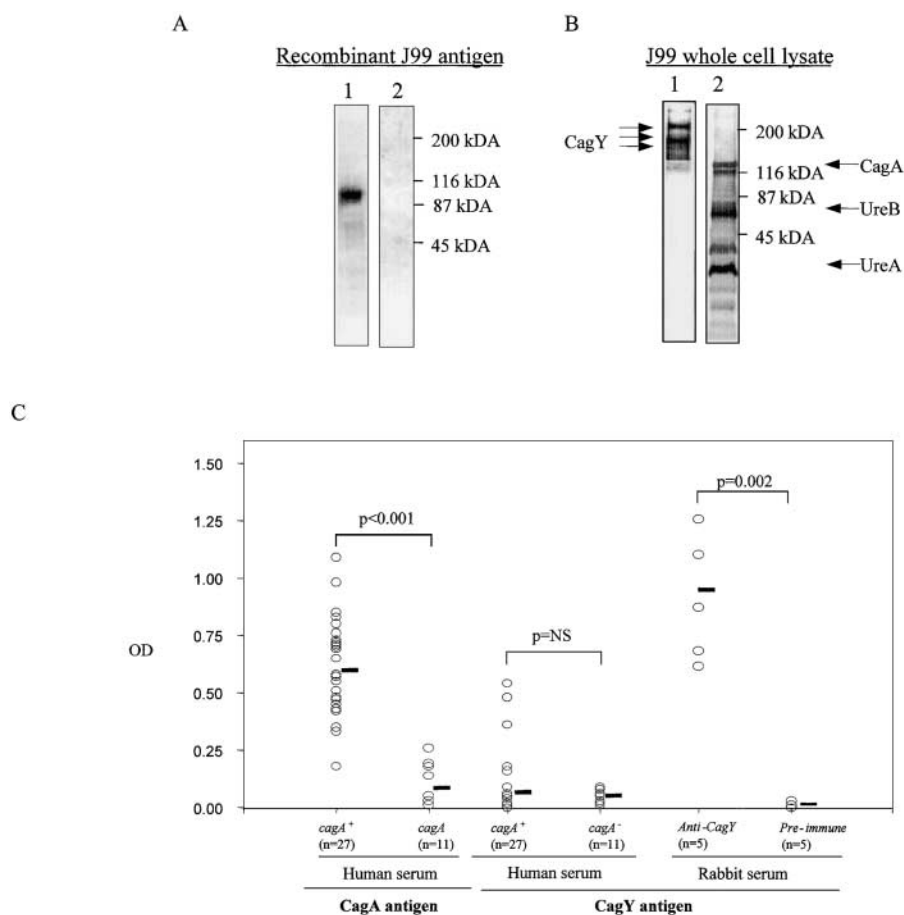 A
Recombinant J99 antigen
1 2
200 kDA
116 kDA
87 kDA
45 kDA
B
J99 whole cell lysate
1 2
CagY
200 kDA
116 kDA
87 kDA
45 kDA
CagA
UreB
UreA
C
OD
1.50
1.25
1.00
0.75
0.50
0.25
0.00
p<0.001
p=NS
p=0.002
cagA+ cagA cagA+ cagA- Anti-CagY Pre-immune
(n=27) (n=11) (n=27) (n=11) (n=5) (n=5)
Human serum Human serum Rabbit serum
CagA antigen CagY antigen